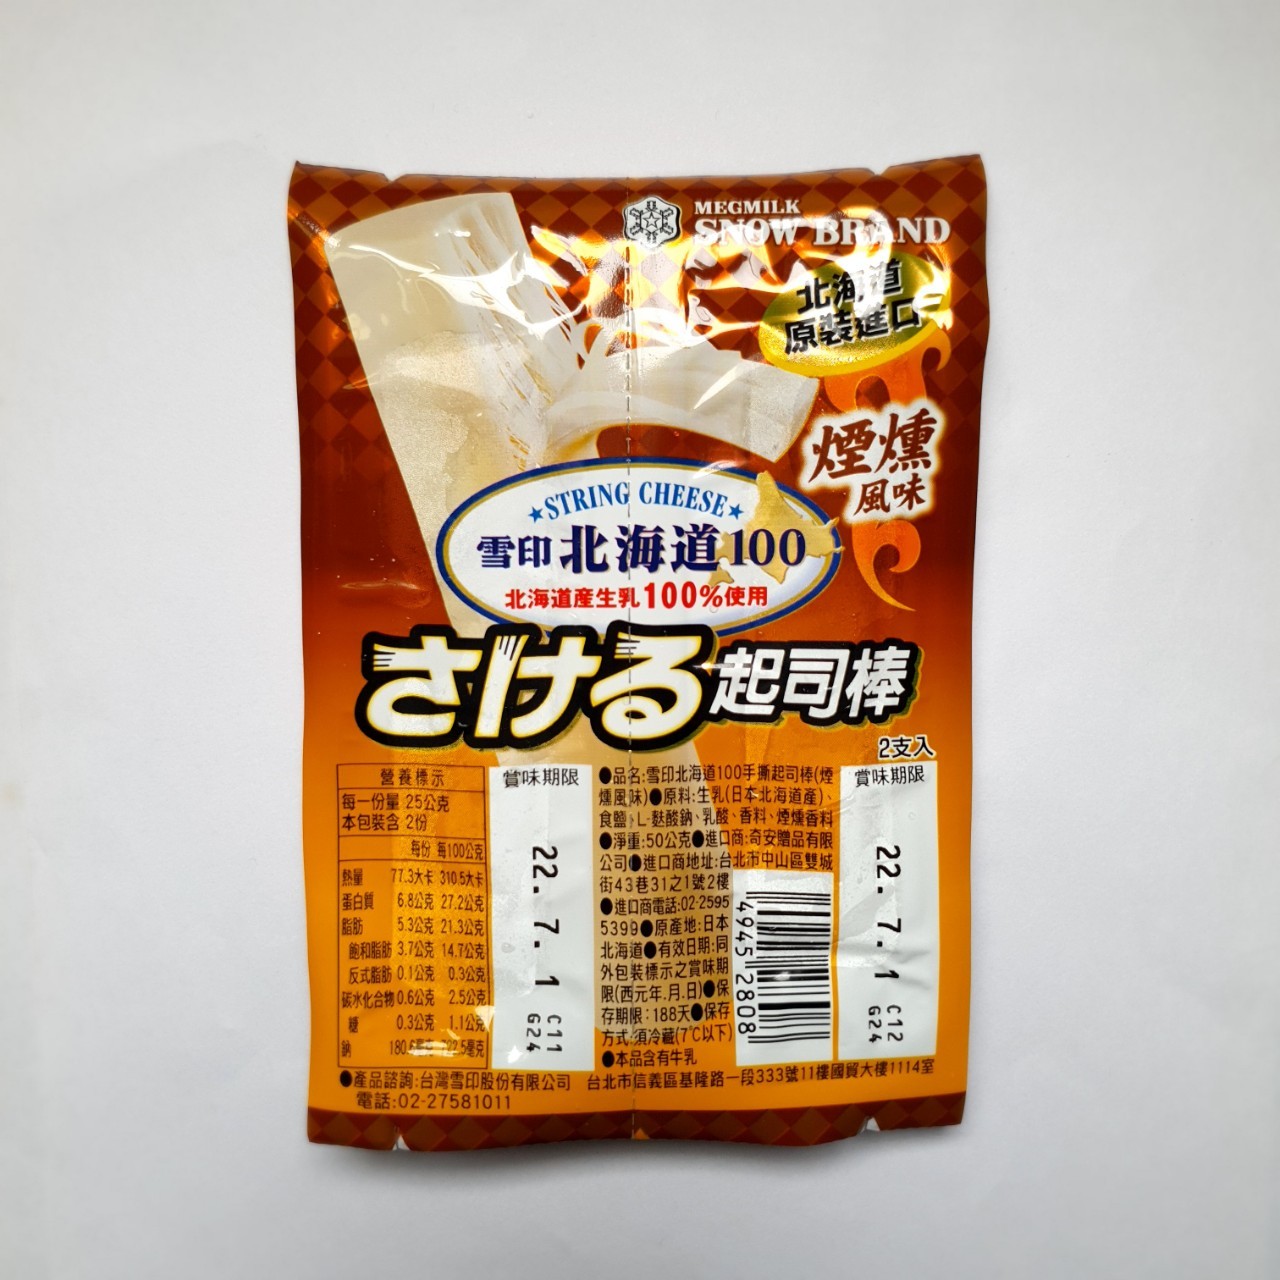 MEGMILK
SNOW BRAND
北海道
原裝進口
煙燻
風味
★STRING CHEESE★
雪印北海道100
北海道産生乳100%使用
さける起司棒
2支入
營養標示
每一份量 25公克
本包裝含 2份
每份 每100公克
熱量 77.3大卡 310.5大卡
蛋白質 6.8公克 27.2公克
脂肪 5.3公克 21.3公克
飽和脂肪 3.7公克 14.7公克
反式脂肪 0.1公克 0.3公克
碳水化合物 0.6公克 2.5公克
糖 0.3公克 1.1公克
鈉
賞味期限
22. 7. 1
C11
G24
●品名:雪印北海道100手撕起司棒(煙
燻風味)●原料:生乳(日本北海道產)、
食鹽、L-麩酸鈉、乳酸、香料、煙燻香料
●淨重:50公克●進口商:奇安贈品有限
公司●進口商地址:台北市中山區雙城
街43巷31之1號2樓
●進口商電話:02-2595
5399●原產地:日本
北海道●有效日期:同
外包裝標示之賞味期
限(西元年.月.日)●保
存期限:188天●保存
方式:須冷藏(7℃以下)
●本品含有牛乳
4945 2808
賞味期限
22. 7. 1
C12
G24
●產品諮詢:台灣雪印股份有限公司 台北市信義區基隆路一段333號11樓國貿大樓1114室
電話:02-27581011